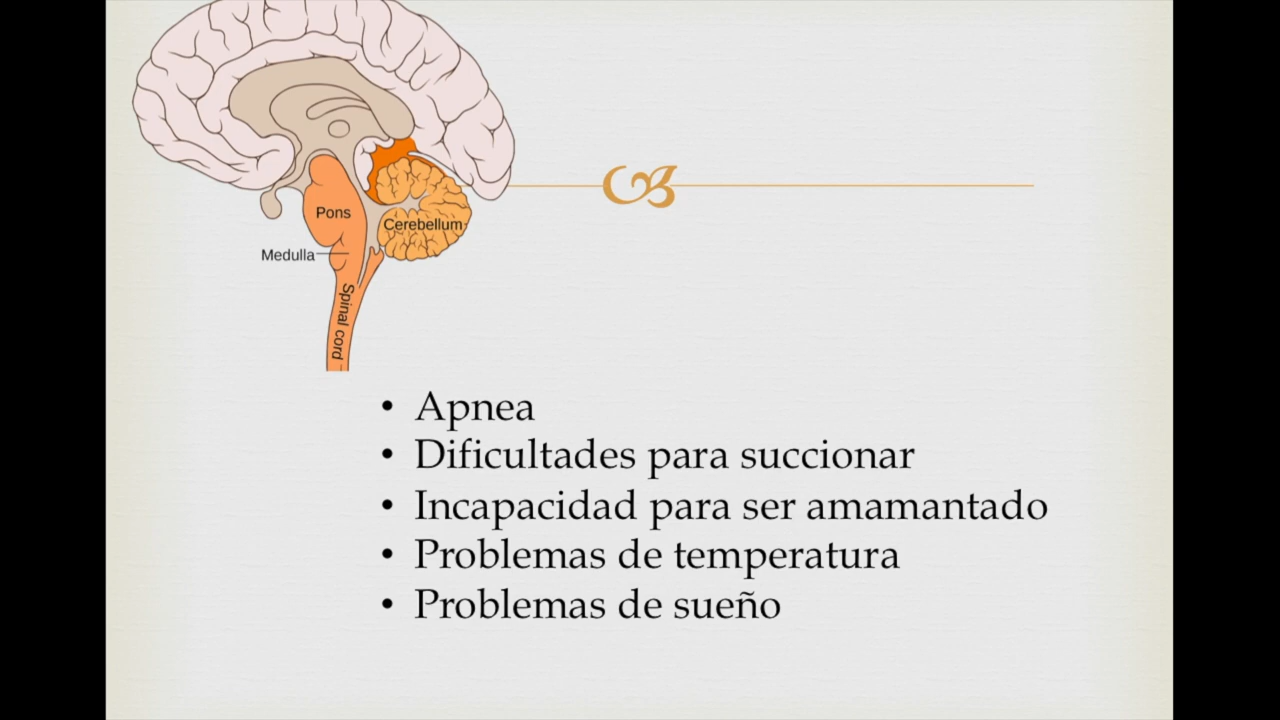 Pons
Cerebellum
Medulla
Spinal cord
• Apnea
• Dificultades para succionar
• Incapacidad para ser amamantado
• Problemas de temperatura
• Problemas de sueño